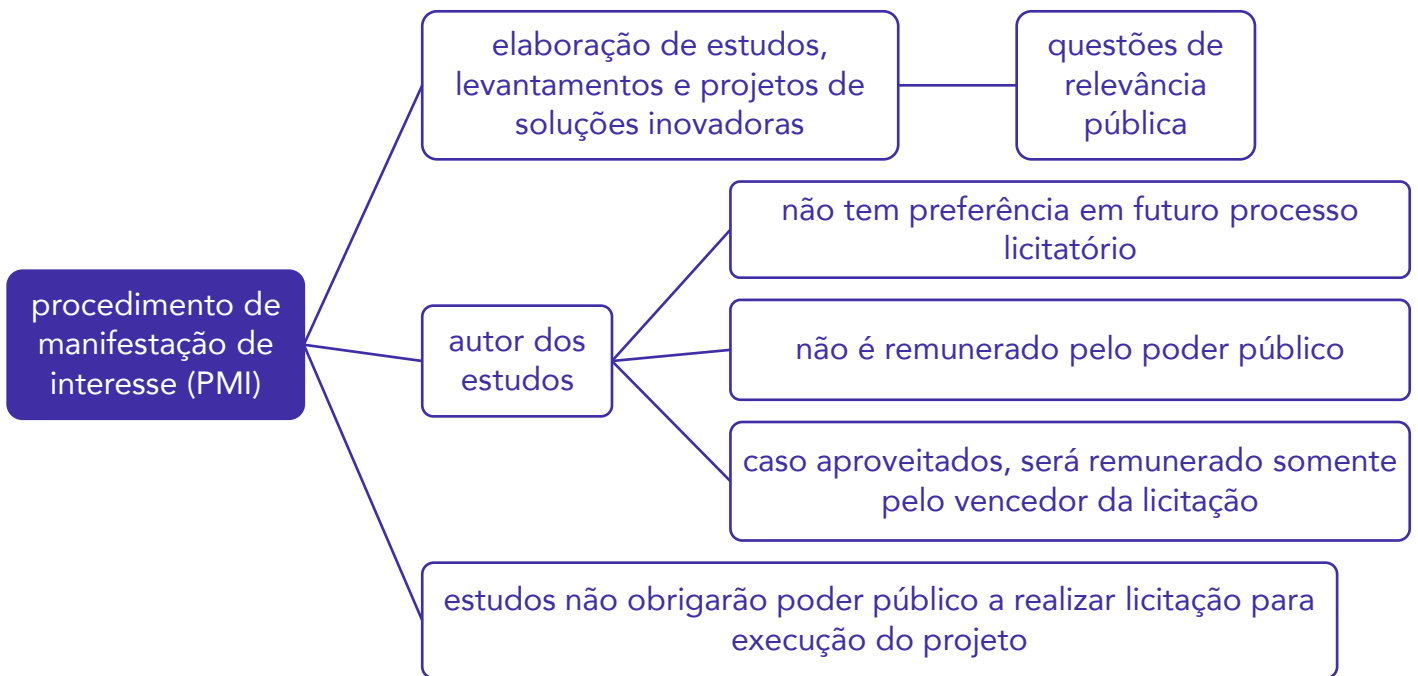 elaboração de estudos,
levantamentos e projetos de
soluções inovadoras
questões de
relevância
pública
não tem preferência em futuro processo
licitatório
procedimento de
manifestação de
interesse (PMI)
autor dos
estudos
não é remunerado pelo poder público
caso aproveitados, será remunerado somente
pelo vencedor da licitação
estudos não obrigarão poder público a realizar licitação para
execução do projeto